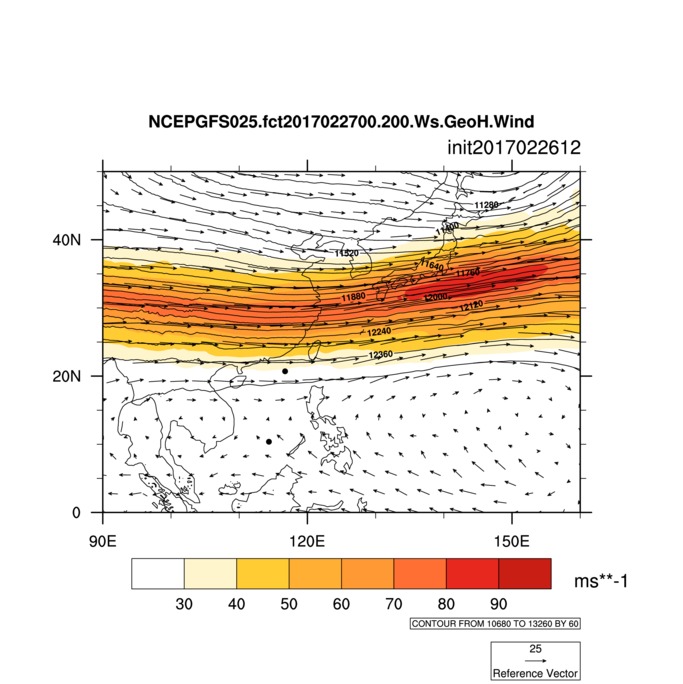 NCEPGFS025.fct2017022700.200.Ws.GeoH.Wind
init2017022612
11280
11400
40N
11520
11640
11760
11880
12000
12120
12240
12360
20N
0
90E 120E 150E
ms**-1
30 40 50 60 70 80 90
CONTOUR FROM 10680 TO 13260 BY 60
25
Reference Vector